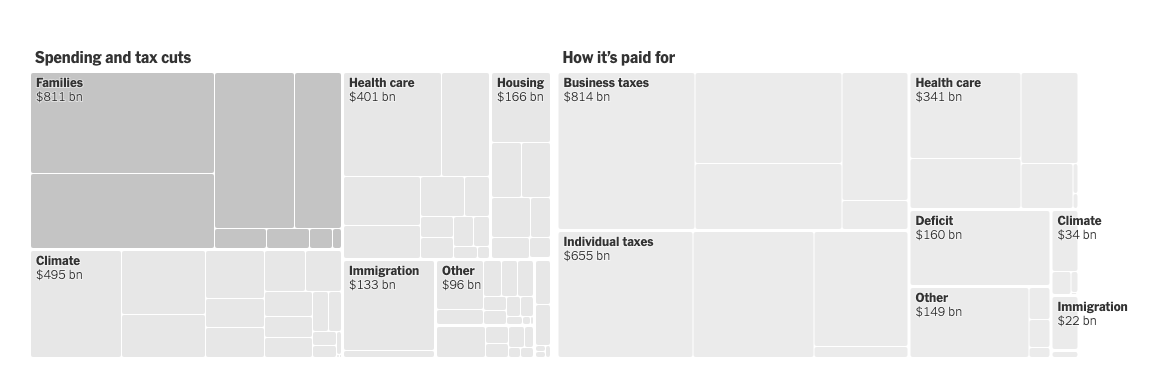 Spending and tax cuts
Families
$811 bn
Health care
$401 bn
Housing
$166 bn
Climate
$495 bn
Immigration
$133 bn
Other
$96 bn
How it's paid for
Business taxes
$814 bn
Health care
$341 bn
Individual taxes
$655 bn
Deficit
$160 bn
Climate
$34 bn
Other
$149 bn
Immigration
$22 bn